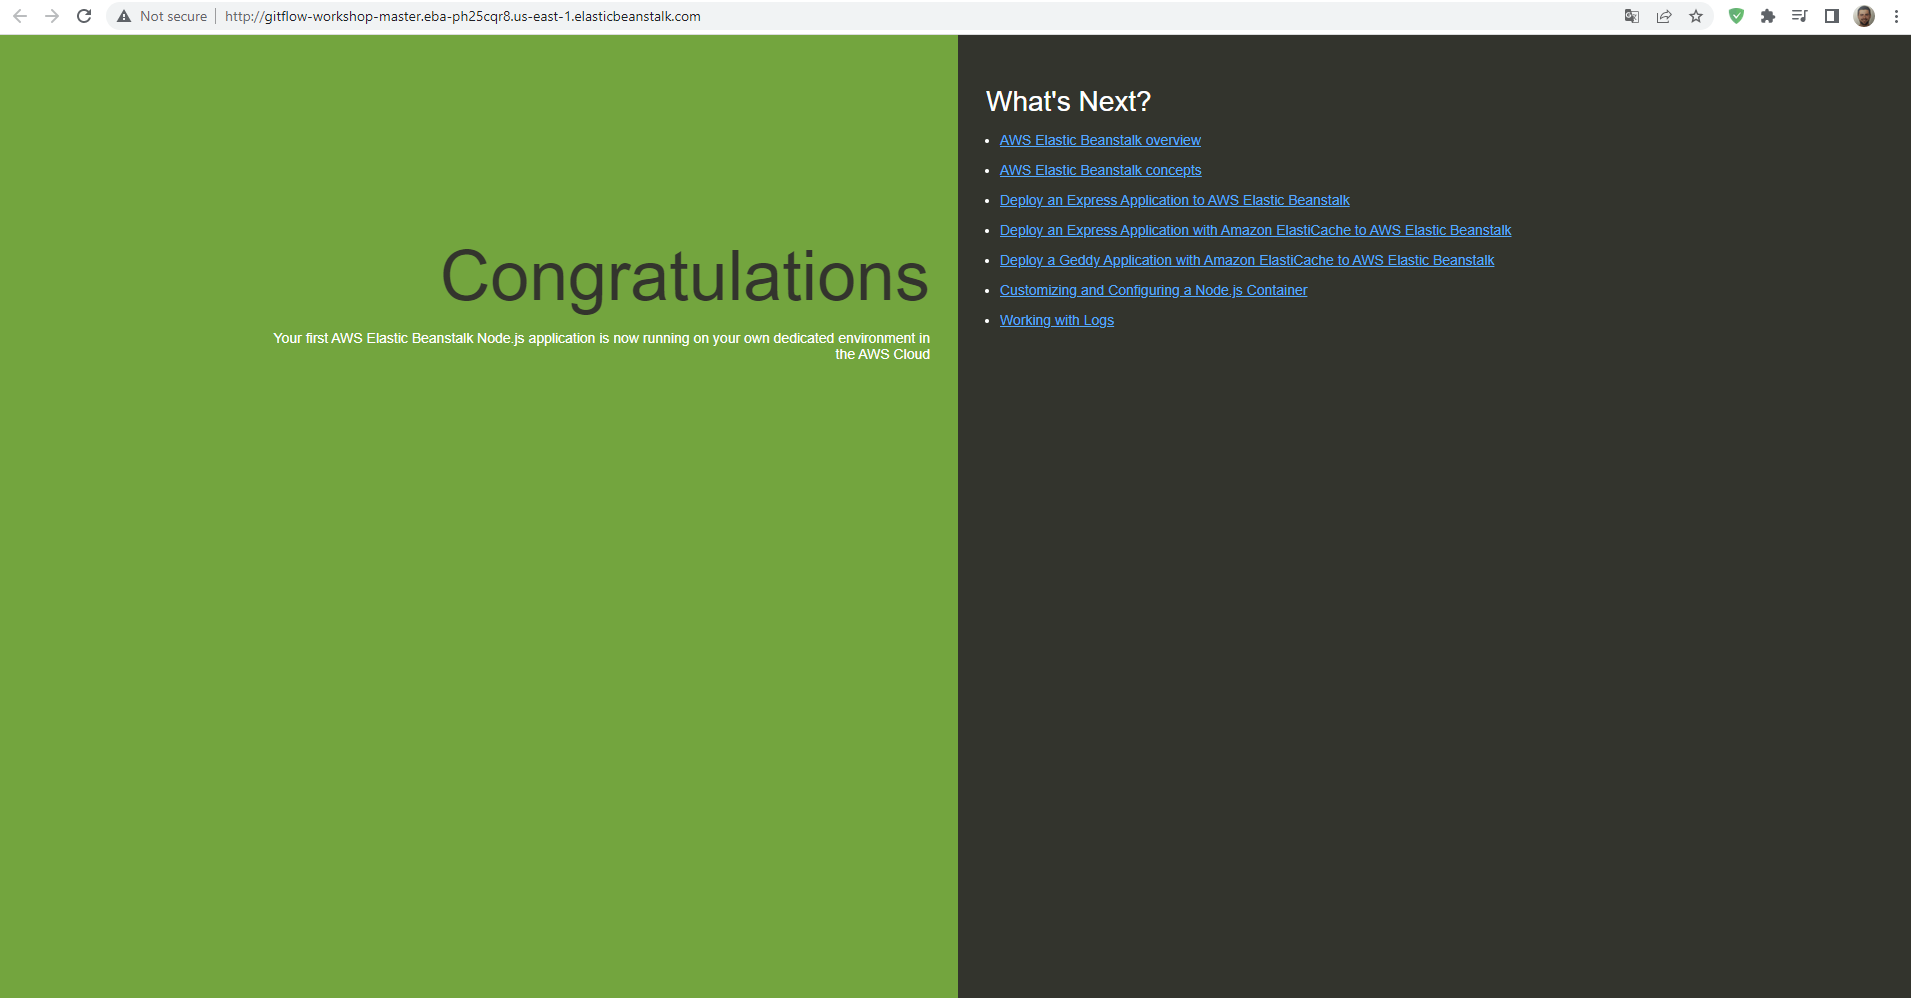 Not secure
http://gitflow-workshop-master.eba-ph25cqr8.us-east-1.elasticbeanstalk.com
Congratulations
Your first AWS Elastic Beanstalk Node.js application is now running on your own dedicated environment in
the AWS Cloud
What's Next?
AWS Elastic Beanstalk overview
AWS Elastic Beanstalk concepts
Deploy an Express Application to AWS Elastic Beanstalk
Deploy an Express Application with Amazon ElastiCache to AWS Elastic Beanstalk
Deploy a Geddy Application with Amazon ElastiCache to AWS Elastic Beanstalk
Customizing and Configuring a Node.js Container
Working with Logs